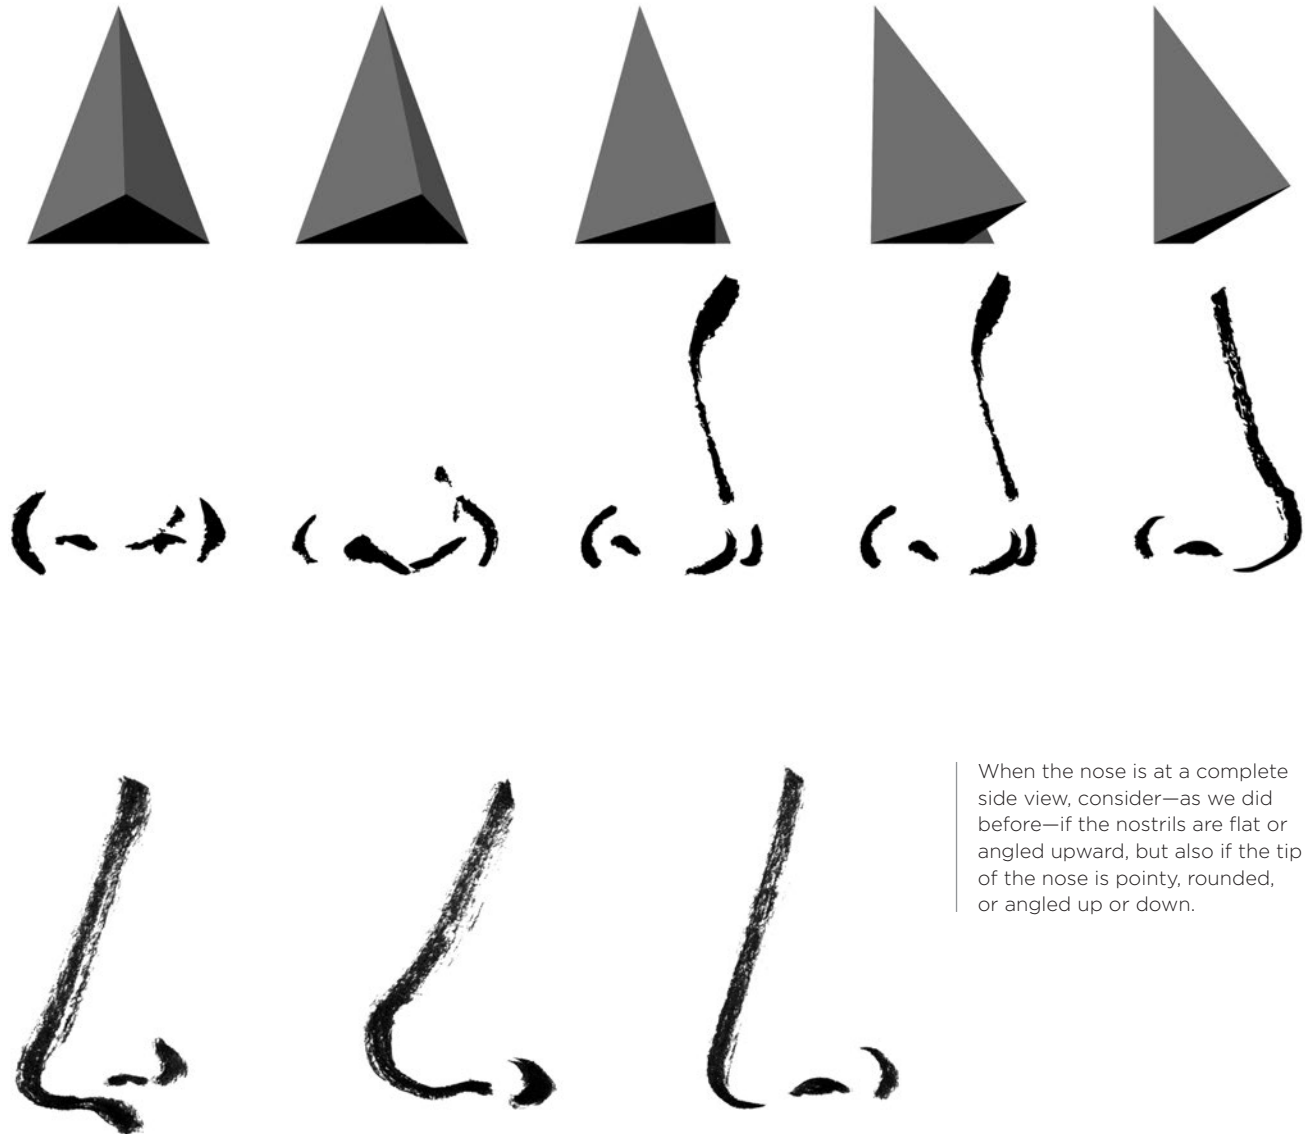 When the nose is at a complete
side view, consider—as we did
before—if the nostrils are flat or
angled upward, but also if the tip
of the nose is pointy, rounded,
or angled up or down.